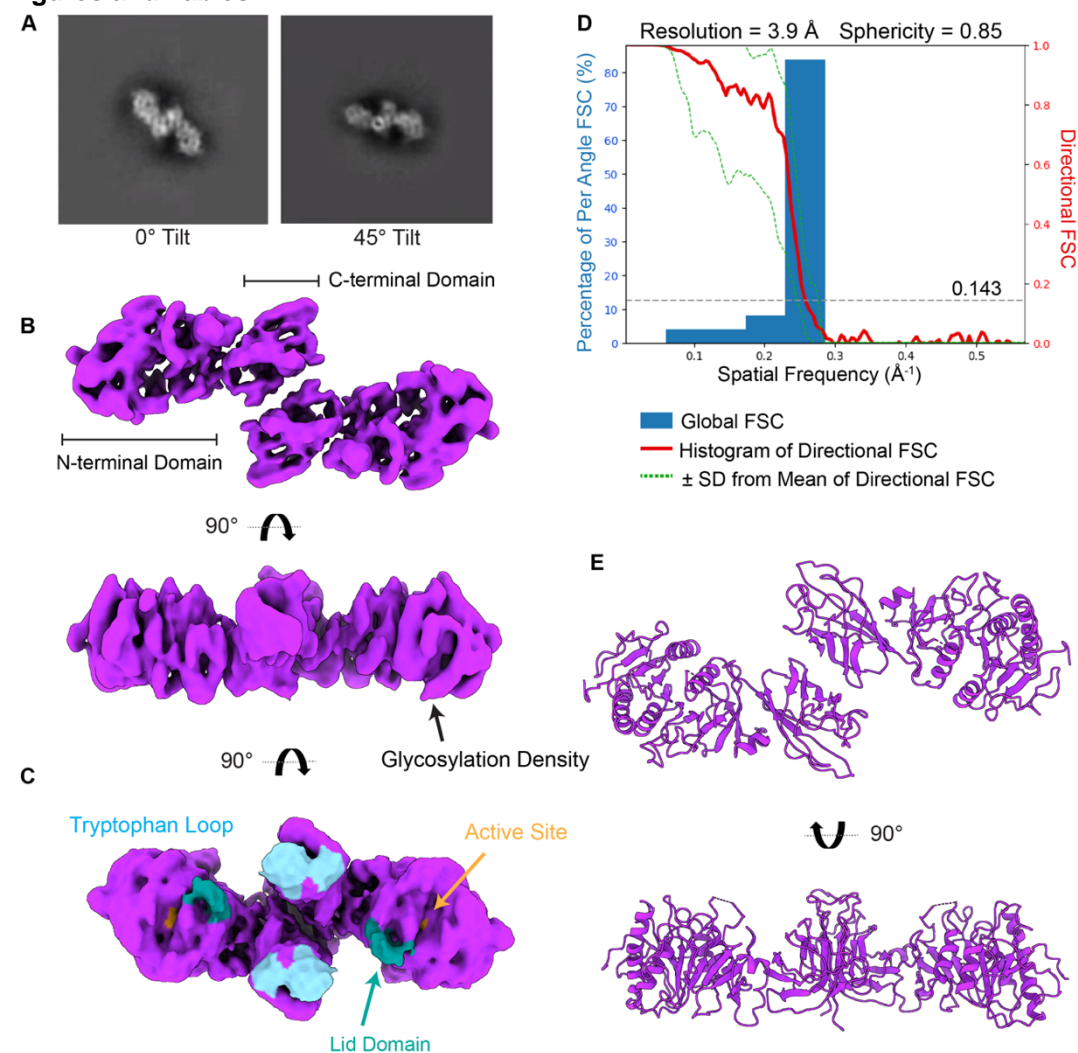 A
0° Tilt
45° Tilt
B
C-terminal Domain
N-terminal Domain
90°
Glycosylation Density
90°
C
Tryptophan Loop
Active Site
Lid Domain
D
Resolution = 3.9 Å Sphericity = 0.85
Percentage of Per Angle FSC (%)
80
70
60
50
40
30
20
10
0
1.0
0.8
0.6
0.4
0.2
0.0
Directional FSC
0.143
0.1 0.2 0.3 0.4 0.5
Spatial Frequency (Å⁻¹)
Global FSC
Histogram of Directional FSC
± SD from Mean of Directional FSC
E
90°